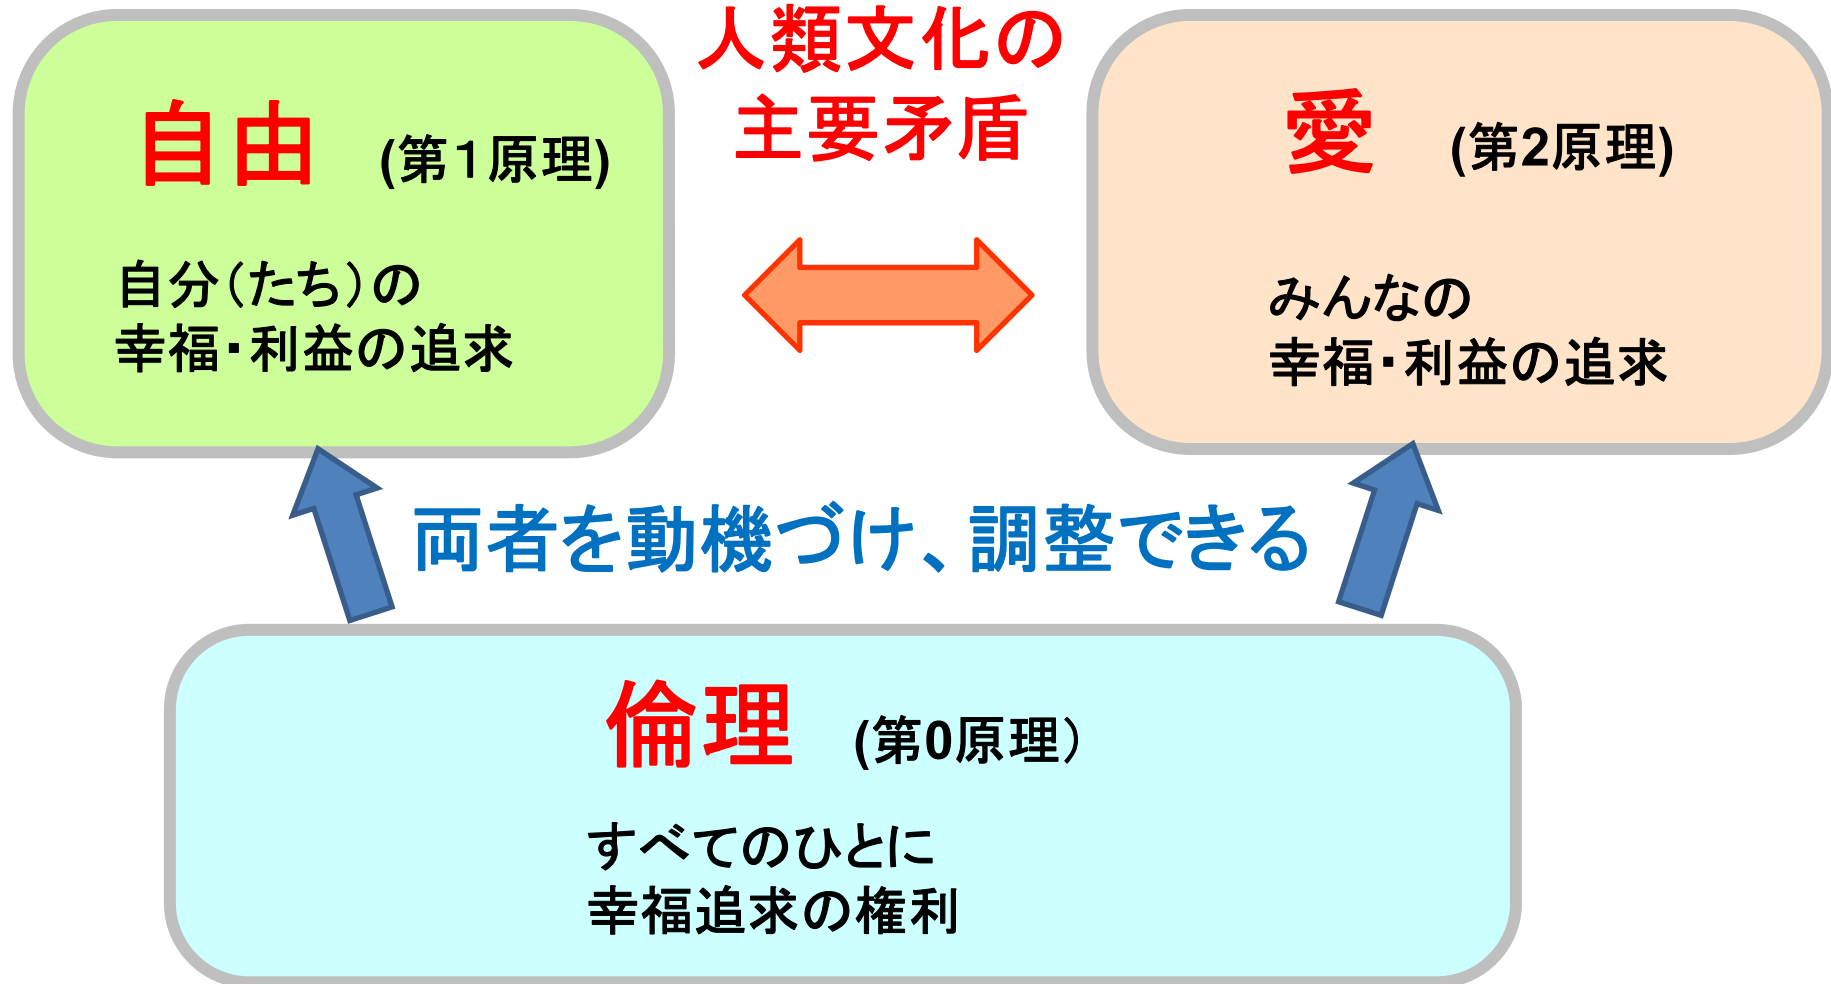 人類文化の
主要矛盾
自由 (第１原理)
自分(たち)の
幸福・利益の追求
愛 (第2原理)
みんなの
幸福・利益の追求
両者を動機づけ、調整できる
倫理 (第0原理）
すべてのひとに
幸福追求の権利